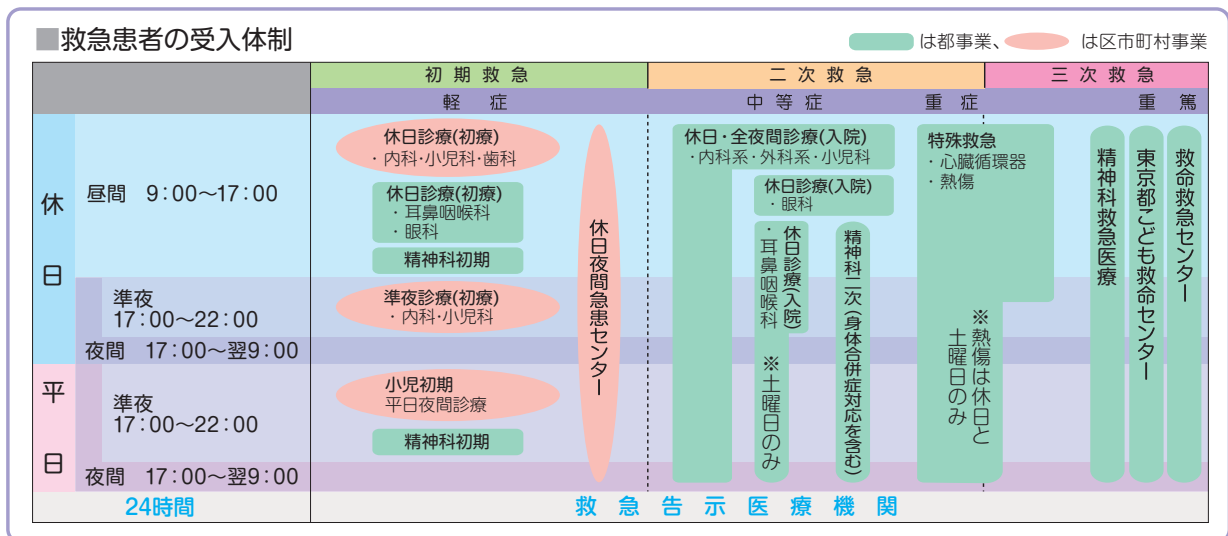 ■救急患者の受入体制
は都事業、 は区市町村事業
初期救急
二次救急
三次救急
軽症
中等症
重症
重篤
休日
昼間 9:00〜17:00
準夜
17:00〜22:00
夜間 17:00〜翌9:00
平日
準夜
17:00〜22:00
夜間 17:00〜翌9:00
24時間
休日診療(初療)
・内科・小児科・歯科
休日診療(初療)
・耳鼻咽喉科
・眼科
精神科初期
準夜診療(初療)
・内科・小児科
小児初期
平日夜間診療
精神科初期
休日夜間急患センター
休日・全夜間診療(入院)
・内科系・外科系・小児科
休日診療(入院)
・眼科
休日診療(入院)
・耳鼻咽喉科
※土曜日のみ
精神科二次(身体合併症対応を含む)
特殊救急
・心臓循環器
・熱傷
※熱傷は休日と
土曜日のみ
精神科救急医療
東京都こども救命センター
救命救急センター
救急告示医療機関